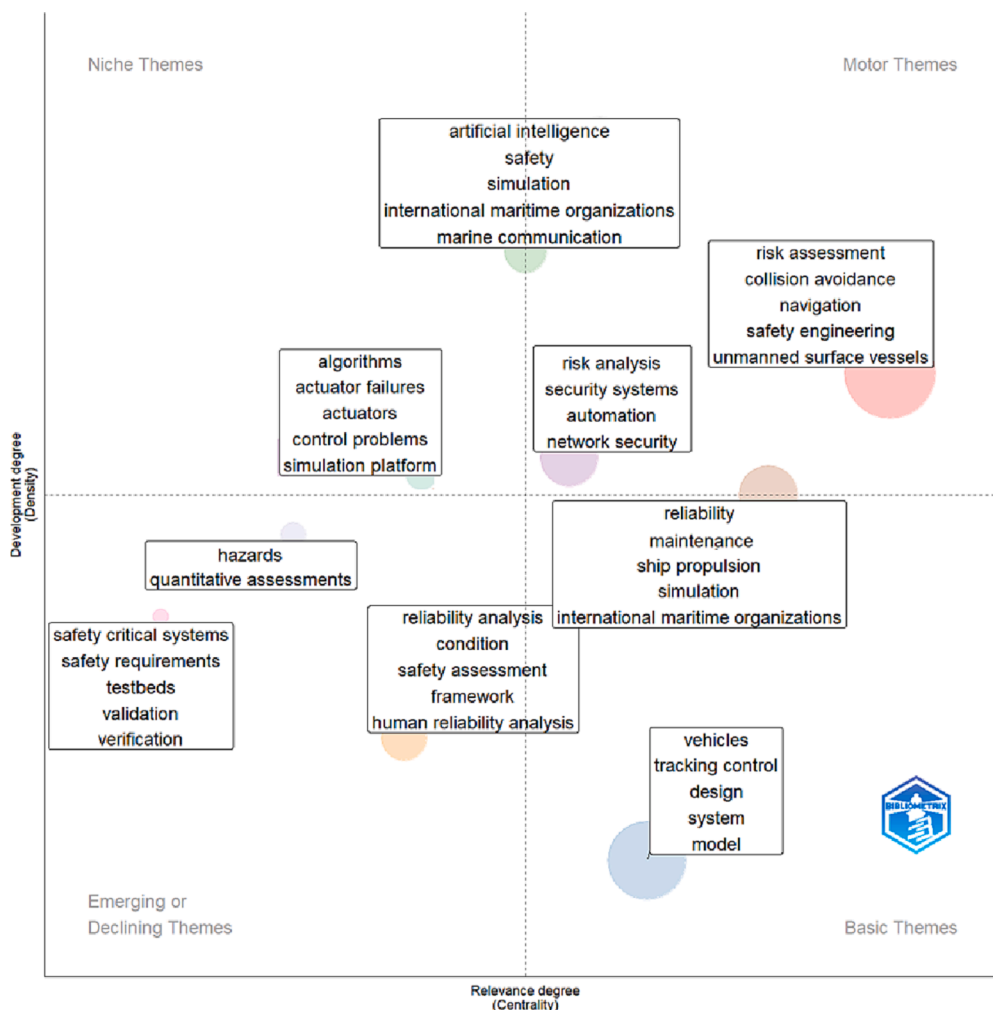 Niche Themes
Motor Themes
artificial intelligence
safety
simulation
international maritime organizations
marine communication
risk assessment
collision avoidance
navigation
safety engineering
unmanned surface vessels
algorithms
actuator failures
actuators
control problems
simulation platform
risk analysis
security systems
automation
network security
Development degree
(Density)
reliability
maintenance
ship propulsion
simulation
international maritime organizations
hazards
quantitative assessments
reliability analysis
condition
safety assessment
framework
human reliability analysis
safety critical systems
safety requirements
testbeds
validation
verification
vehicles
tracking control
design
system
model
BIBLIOMETRIX
Emerging or
Declining Themes
Basic Themes
Relevance degree
(Centrality)